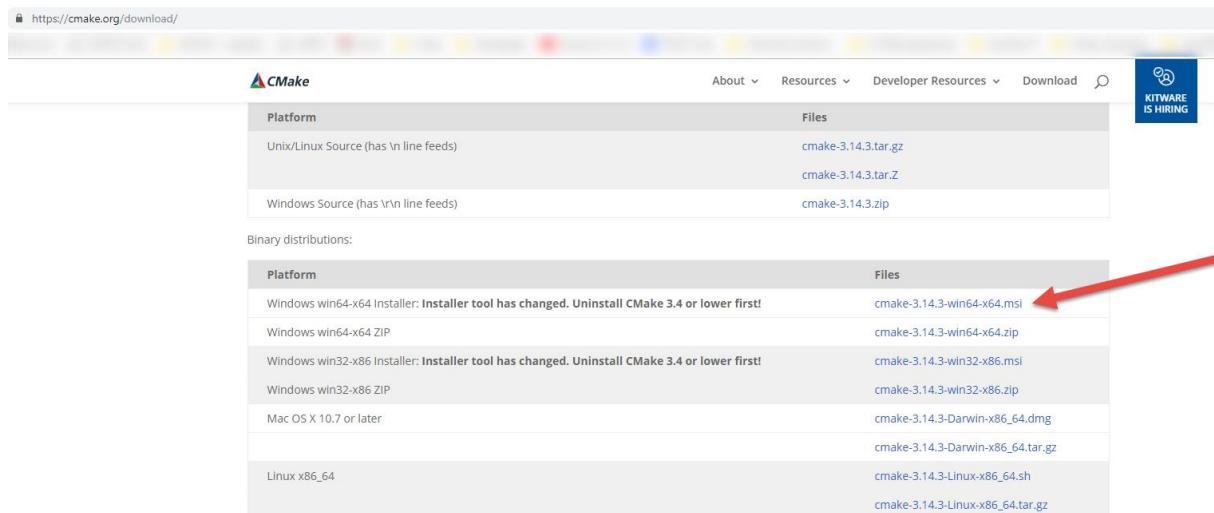 https://cmake.org/download/
CMake
About
Resources
Developer Resources
Download
KITWARE
IS HIRING
Platform Files
Unix/Linux Source (has \n line feeds) cmake-3.14.3.tar.gz
cmake-3.14.3.tar.Z
Windows Source (has \r\n line feeds) cmake-3.14.3.zip
Binary distributions:
Platform Files
Windows win64-x64 Installer: Installer tool has changed. Uninstall CMake 3.4 or lower first! cmake-3.14.3-win64-x64.msi
Windows win64-x64 ZIP cmake-3.14.3-win64-x64.zip
Windows win32-x86 Installer: Installer tool has changed. Uninstall CMake 3.4 or lower first! cmake-3.14.3-win32-x86.msi
Windows win32-x86 ZIP cmake-3.14.3-win32-x86.zip
Mac OS X 10.7 or later cmake-3.14.3-Darwin-x86_64.dmg
cmake-3.14.3-Darwin-x86_64.tar.gz
Linux x86_64 cmake-3.14.3-Linux-x86_64.sh
cmake-3.14.3-Linux-x86_64.tar.gz